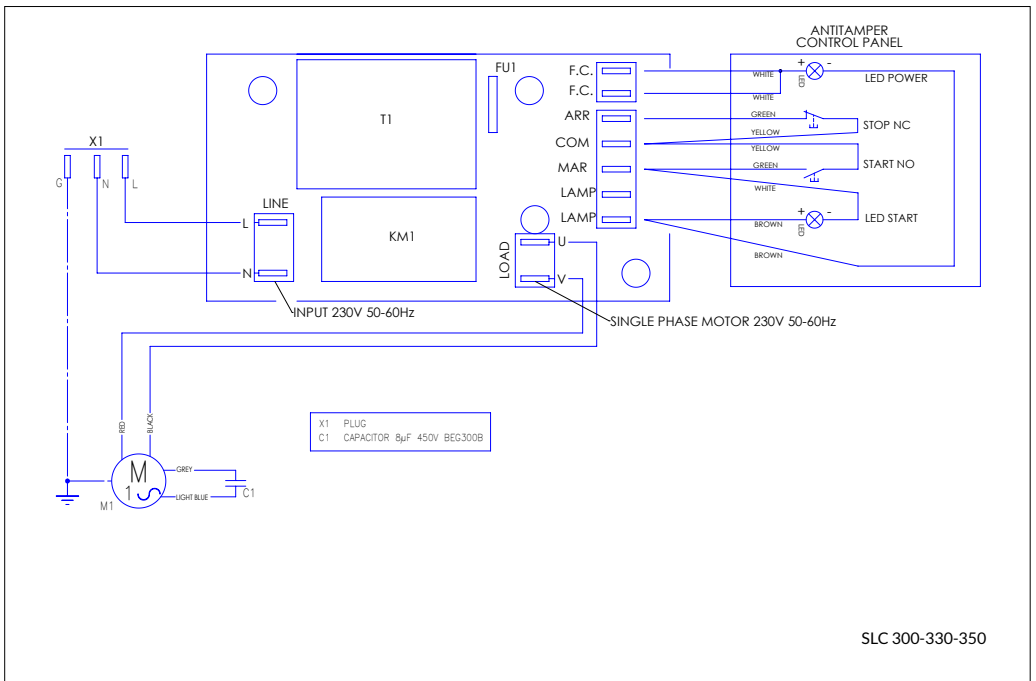 ANTITAMPER
CONTROL PANEL
FU1
F.C.
F.C.
ARR
COM
MAR
LAMP
LAMP
WHITE
WHITE
GREEN
YELLOW
YELLOW
GREEN
WHITE
BROWN
BROWN
+ -
LED
LED POWER
STOP NC
START NO
+ -
LED
LED START
T1
KM1
X1
G N L
LINE
L
N
LOAD
U
V
INPUT 230V 50-60Hz
SINGLE PHASE MOTOR 230V 50-60Hz
RED
BLACK
X1 PLUG
C1 CAPACITOR 8µF 450V BEG300B
M
1
M1
GREY
LIGHT BLUE
C1
SLC 300-330-350